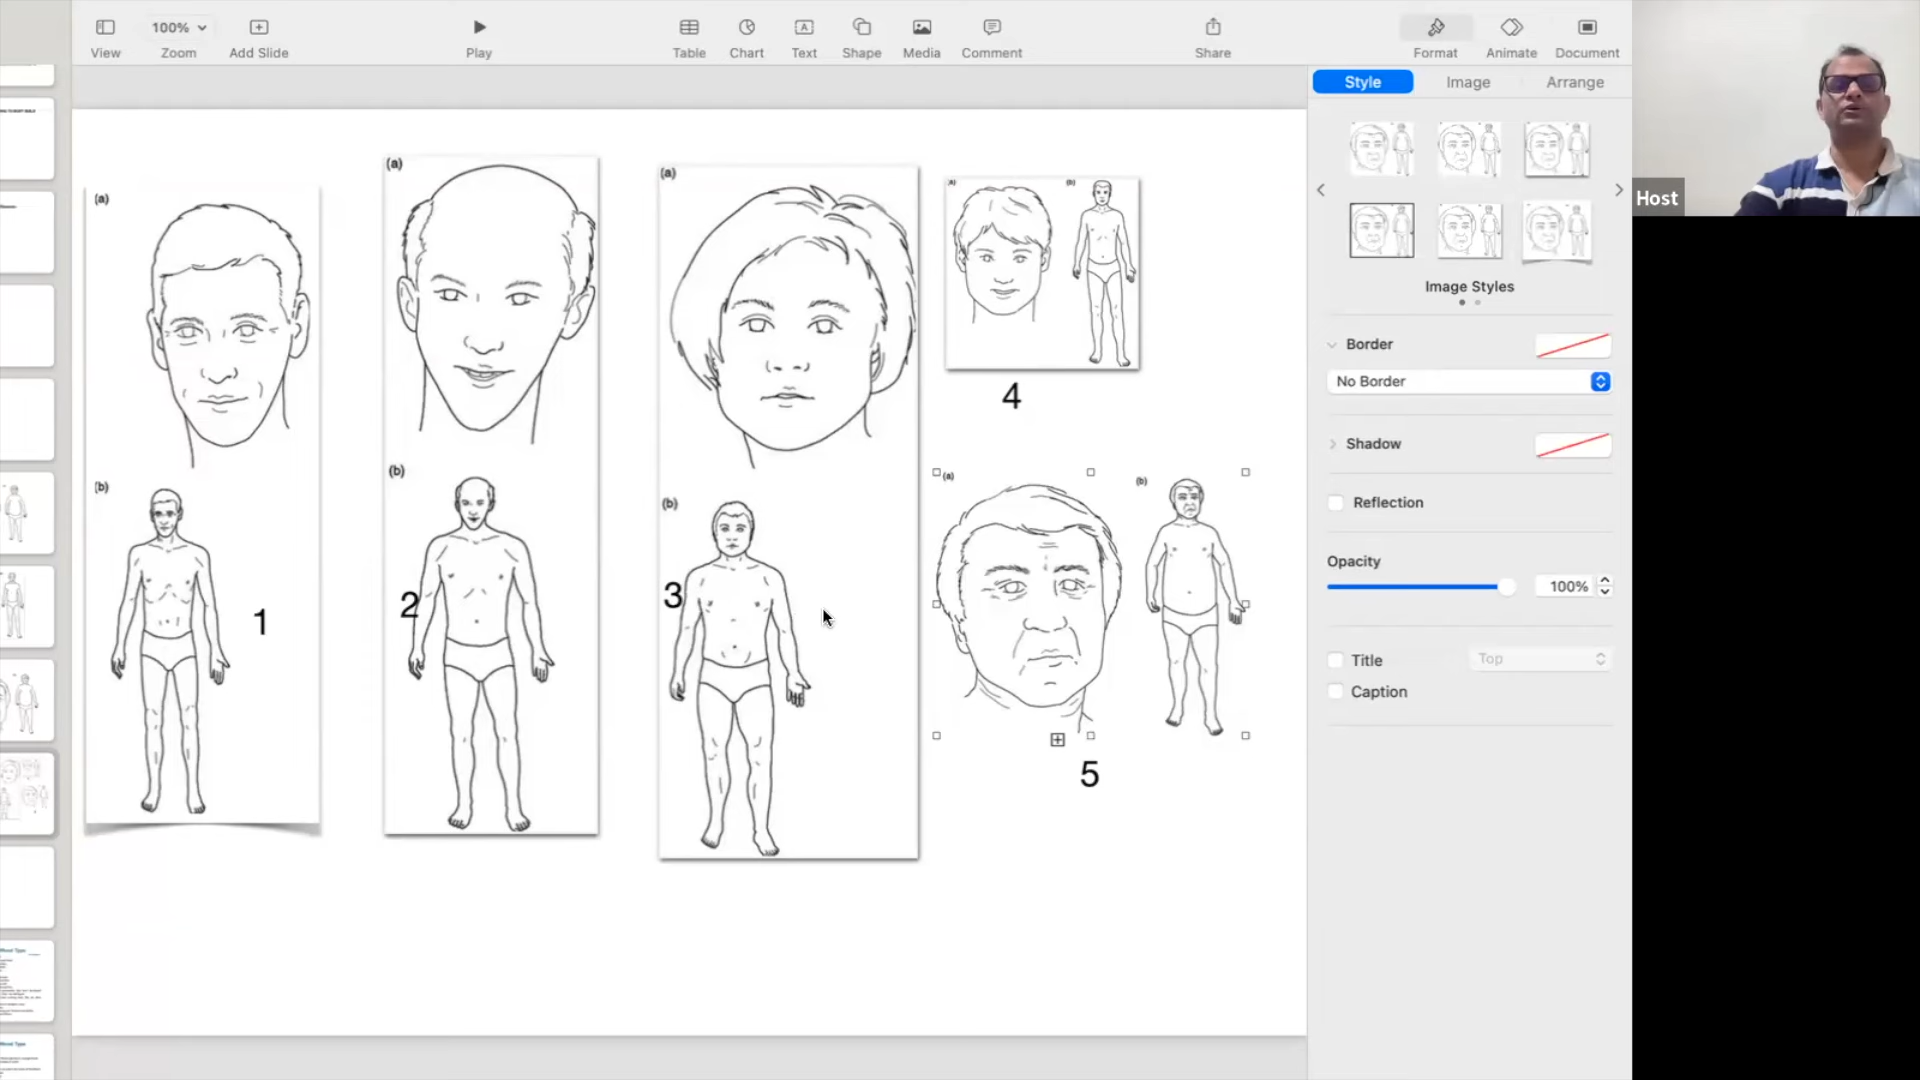 100%
View
Zoom
Add Slide
Play
Table
Chart
Text
Shape
Media
Comment
Share
Format
Animate
Document
Style
Image
Arrange
Image Styles
Border
No Border
Shadow
Reflection
Opacity
100%
Title
Top
Caption
Host
(a)
(b)
1
(a)
(b)
2
(a)
(b)
3
(a)
(b)
4
(a)
(b)
5